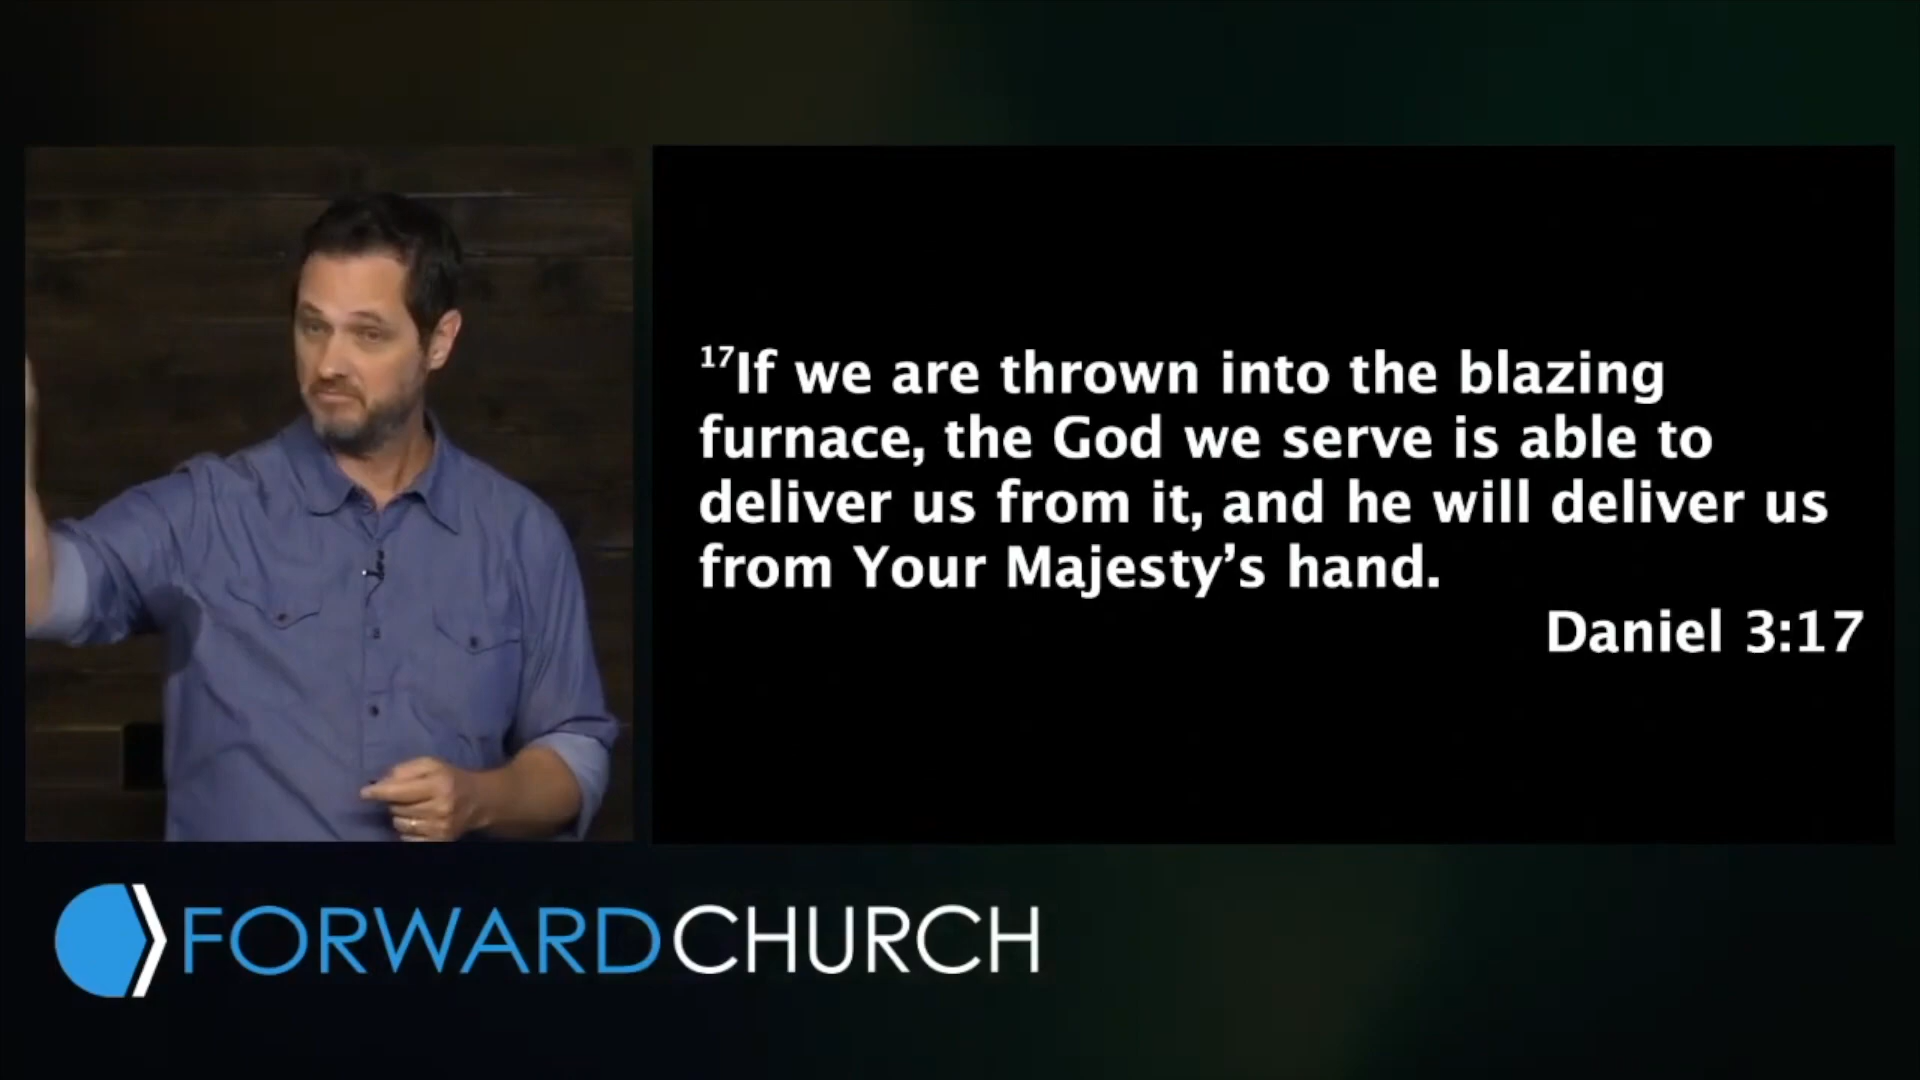 ¹⁷If we are thrown into the blazing
furnace, the God we serve is able to
deliver us from it, and he will deliver us
from Your Majesty’s hand.
Daniel 3:17
FORWARDCHURCH